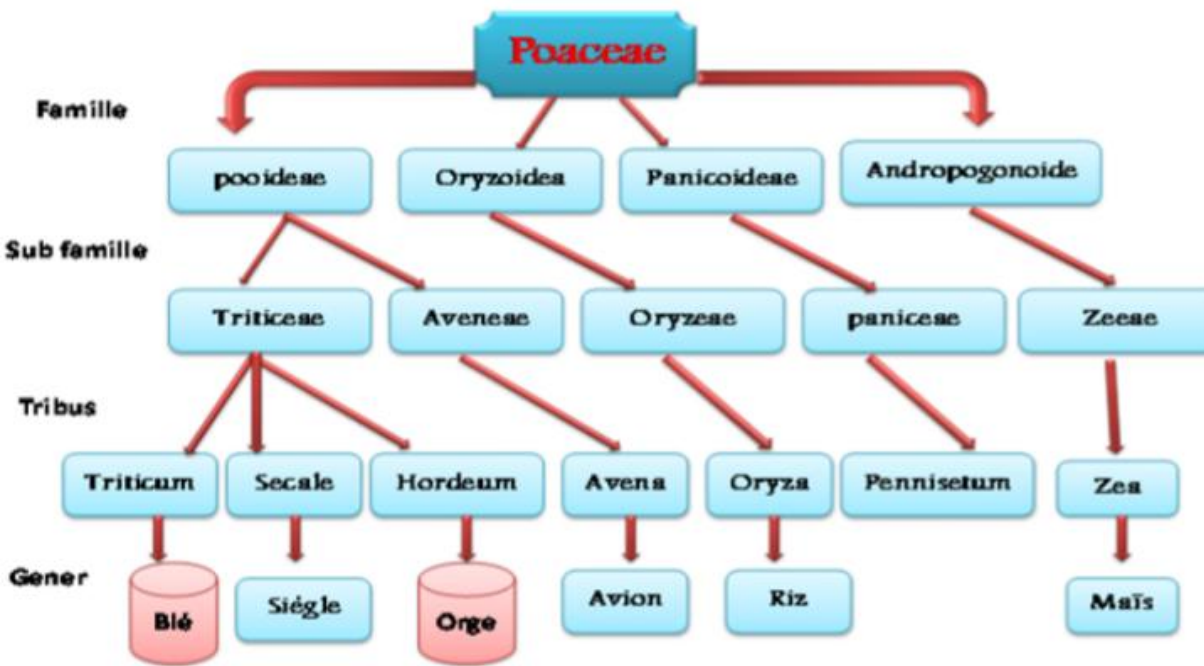 Poaceae
Famille
pooideae Oryzoidea Panicoideae Andropogonoide
Sub famille
Triticeae Aveneae Oryzeae paniceae Zeeae
Tribus
Triticum Secale Hordeum Avena Oryza Pennisetum Zea
Gener
Blé Siégle Orge Avion Riz Maïs